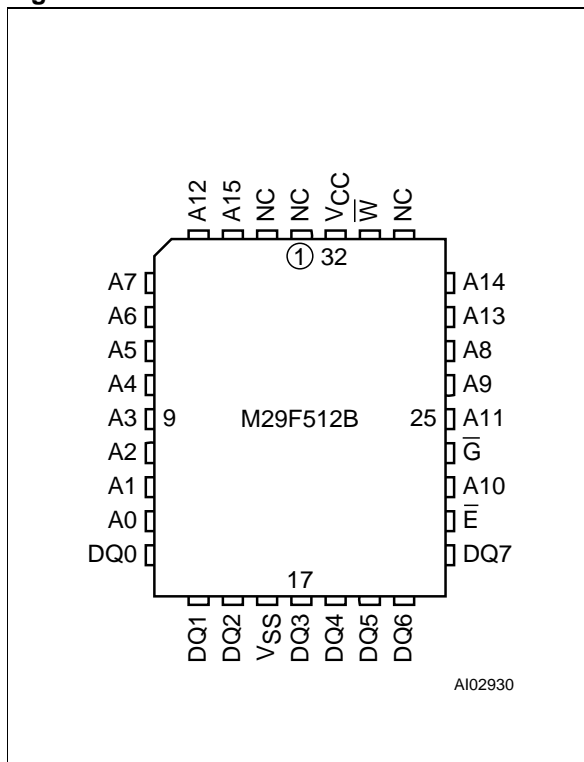 A12 A15 NC NC VCC W̅ NC
① 32
A7 A14
A6 A13
A5 A8
A4 A9
A3 9 M29F512B 25 A11
A2 G̅
A1 A10
A0 E̅
DQ0 DQ7
17
DQ1 DQ2 VSS DQ3 DQ4 DQ5 DQ6
AI02930